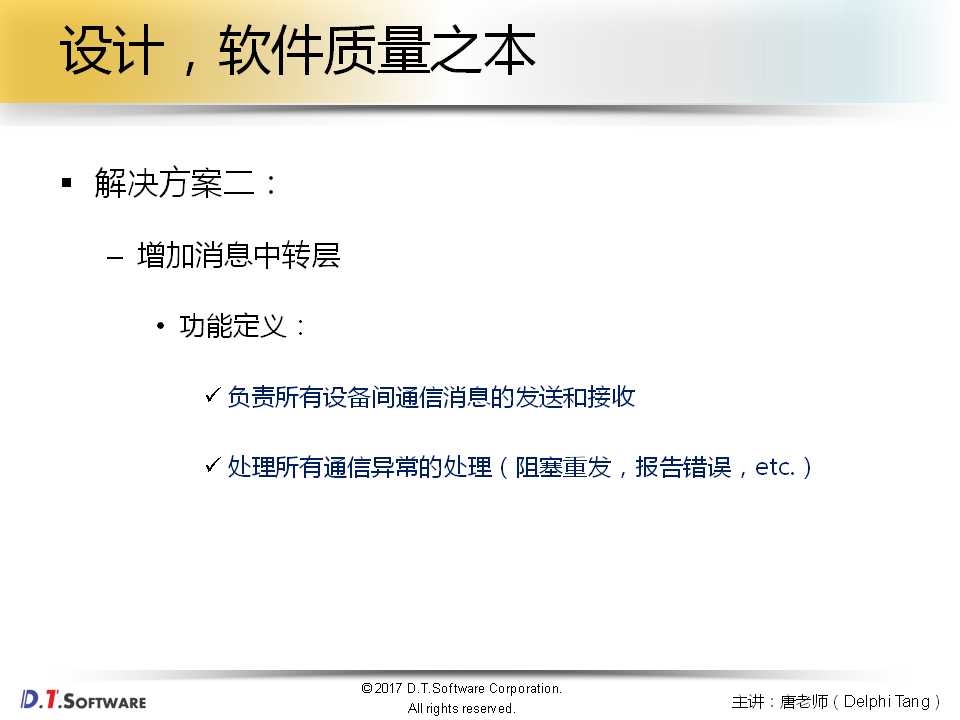 设计，软件质量之本
▪ 解决方案二：
– 增加消息中转层
• 功能定义：
✓ 负责所有设备间通信消息的发送和接收
✓ 处理所有通信异常的处理（阻塞重发，报告错误，etc.）
D.T.SOFTWARE
©2017 D.T.Software Corporation.
All rights reserved.
主讲：唐老师（Delphi Tang）